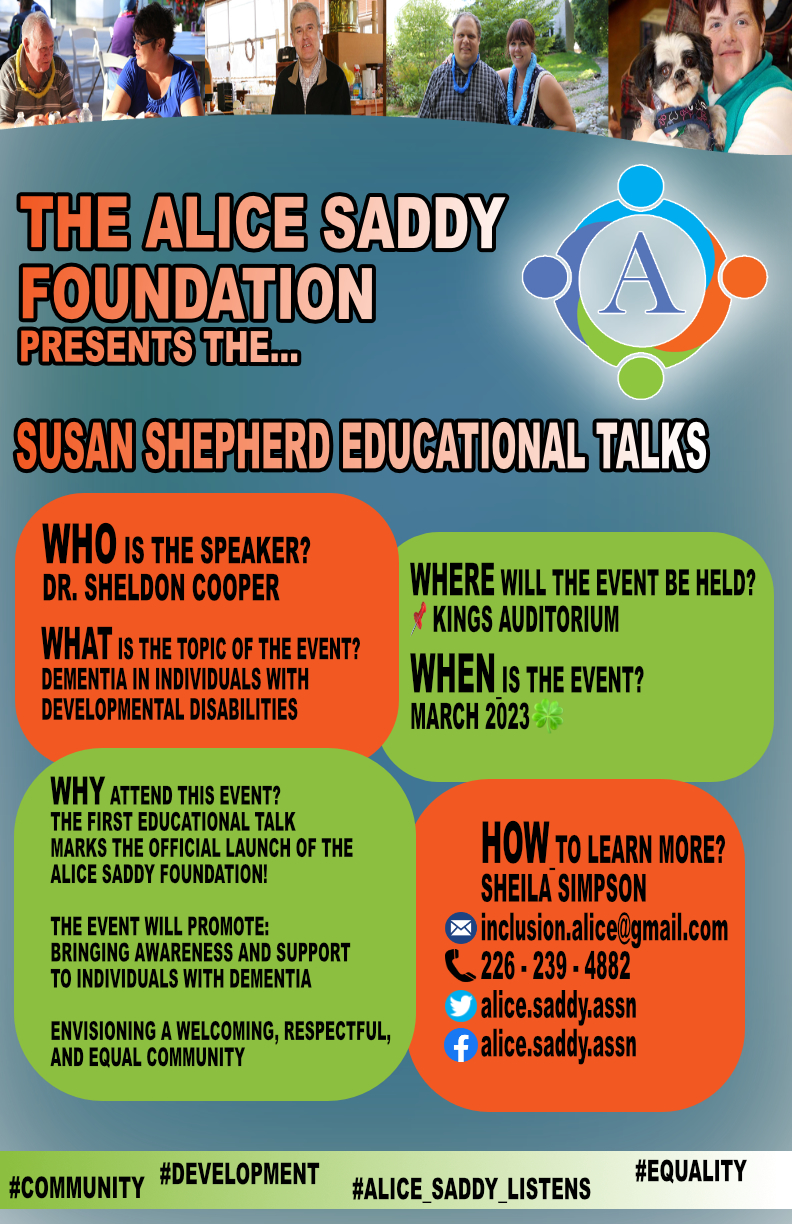 THE ALICE SADDY
FOUNDATION
PRESENTS THE...
A
SUSAN SHEPHERD EDUCATIONAL TALKS
WHO IS THE SPEAKER?
DR. SHELDON COOPER
WHAT IS THE TOPIC OF THE EVENT?
DEMENTIA IN INDIVIDUALS WITH
DEVELOPMENTAL DISABILITIES
WHERE WILL THE EVENT BE HELD?
KINGS AUDITORIUM
WHEN IS THE EVENT?
MARCH 2023
WHY ATTEND THIS EVENT?
THE FIRST EDUCATIONAL TALK
MARKS THE OFFICIAL LAUNCH OF THE
ALICE SADDY FOUNDATION!
THE EVENT WILL PROMOTE:
BRINGING AWARENESS AND SUPPORT
TO INDIVIDUALS WITH DEMENTIA
ENVISIONING A WELCOMING, RESPECTFUL,
AND EQUAL COMMUNITY
HOW TO LEARN MORE?
SHEILA SIMPSON
inclusion.alice@gmail.com
226 - 239 - 4882
alice.saddy.assn
alice.saddy.assn
#COMMUNITY
#DEVELOPMENT
#ALICE_SADDY_LISTENS
#EQUALITY